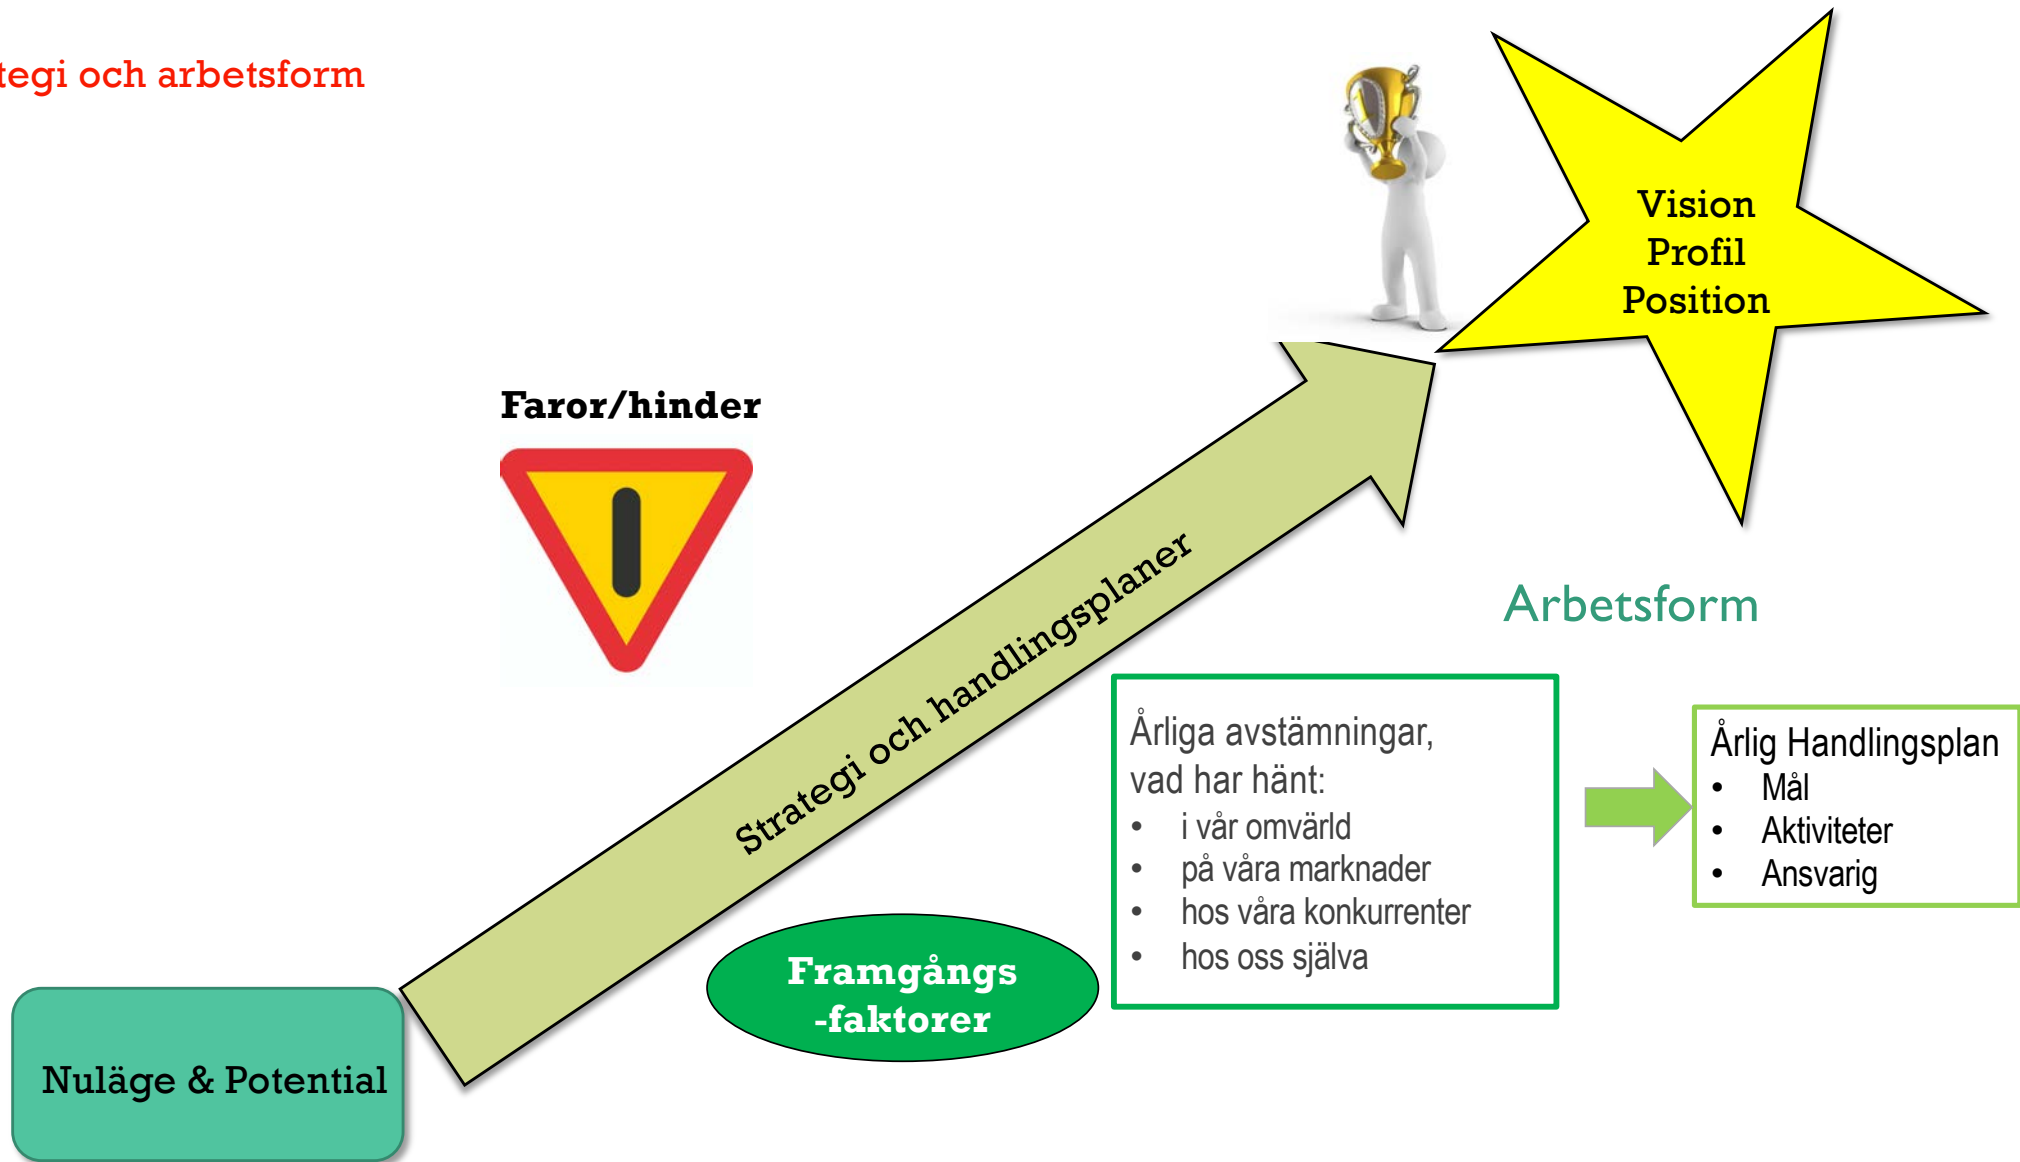 tegi och arbetsform
Vision
Profil
Position
Faror/hinder
Strategi och handlingsplaner
Arbetsform
Årliga avstämningar,
vad har hänt:
• i vår omvärld
• på våra marknader
• hos våra konkurrenter
• hos oss själva
Årlig Handlingsplan
• Mål
• Aktiviteter
• Ansvarig
Framgångs
-faktorer
Nuläge & Potential